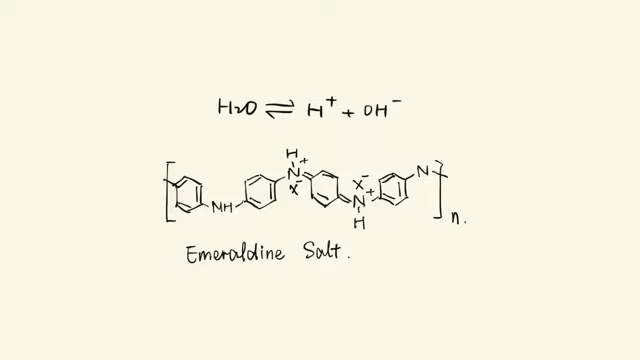 H2O ⇌ H+ + OH−
H + X− +
N N
NH X− N
H n.
Emeraldine Salt.